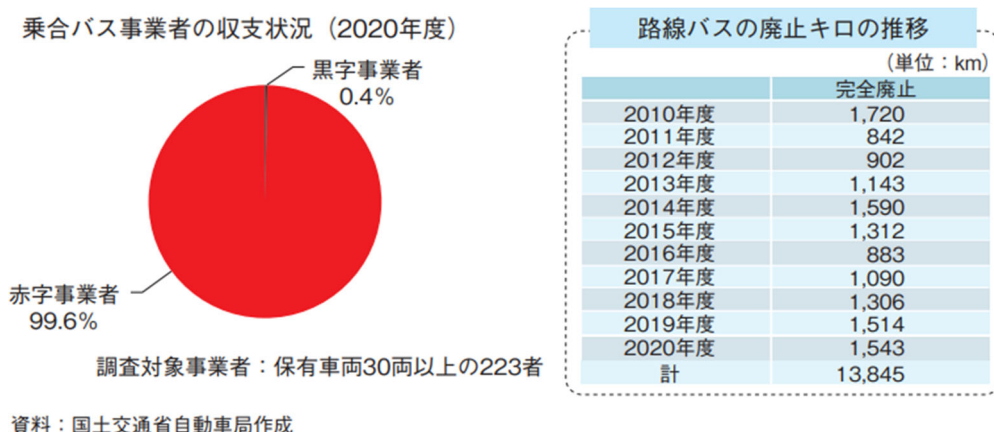 乗合バス事業者の収支状況（2020年度）
黒字事業者
0.4%
赤字事業者
99.6%
調査対象事業者：保有車両30両以上の223者
資料：国土交通省自動車局作成
路線バスの廃止キロの推移
（単位：km）
完全廃止
2010年度 1,720
2011年度 842
2012年度 902
2013年度 1,143
2014年度 1,590
2015年度 1,312
2016年度 883
2017年度 1,090
2018年度 1,306
2019年度 1,514
2020年度 1,543
計 13,845